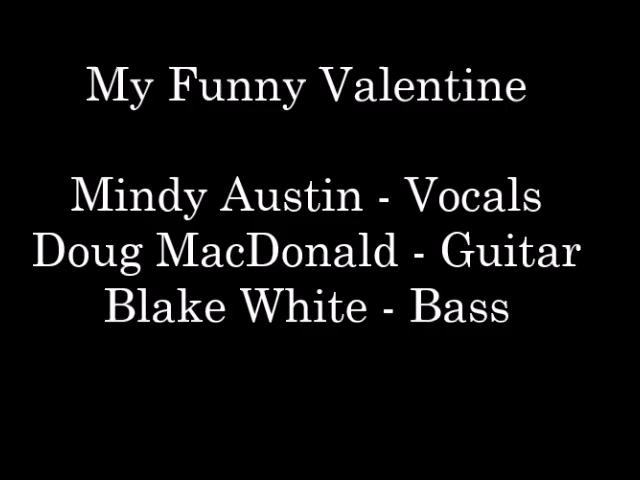 My Funny Valentine
Mindy Austin - Vocals
Doug MacDonald - Guitar
Blake White - Bass